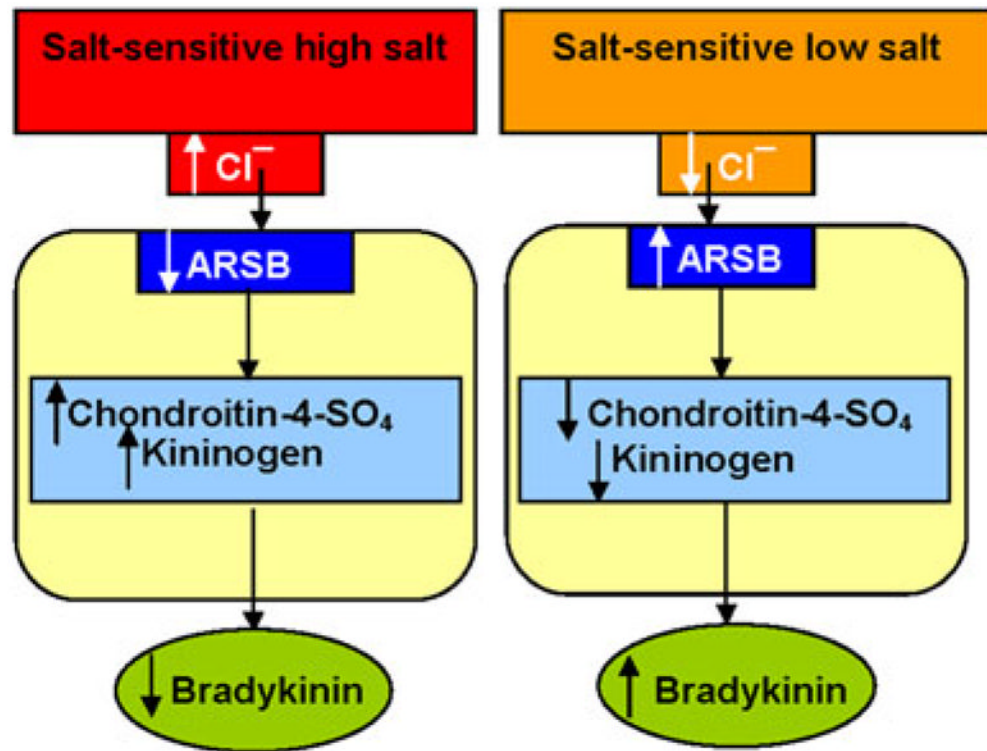 Salt-sensitive high salt
↑ Cl⁻
↓ ARSB
↑ Chondroitin-4-SO₄
↑ Kininogen
↓ Bradykinin
Salt-sensitive low salt
↓ Cl⁻
↑ ARSB
↓ Chondroitin-4-SO₄
↓ Kininogen
↑ Bradykinin